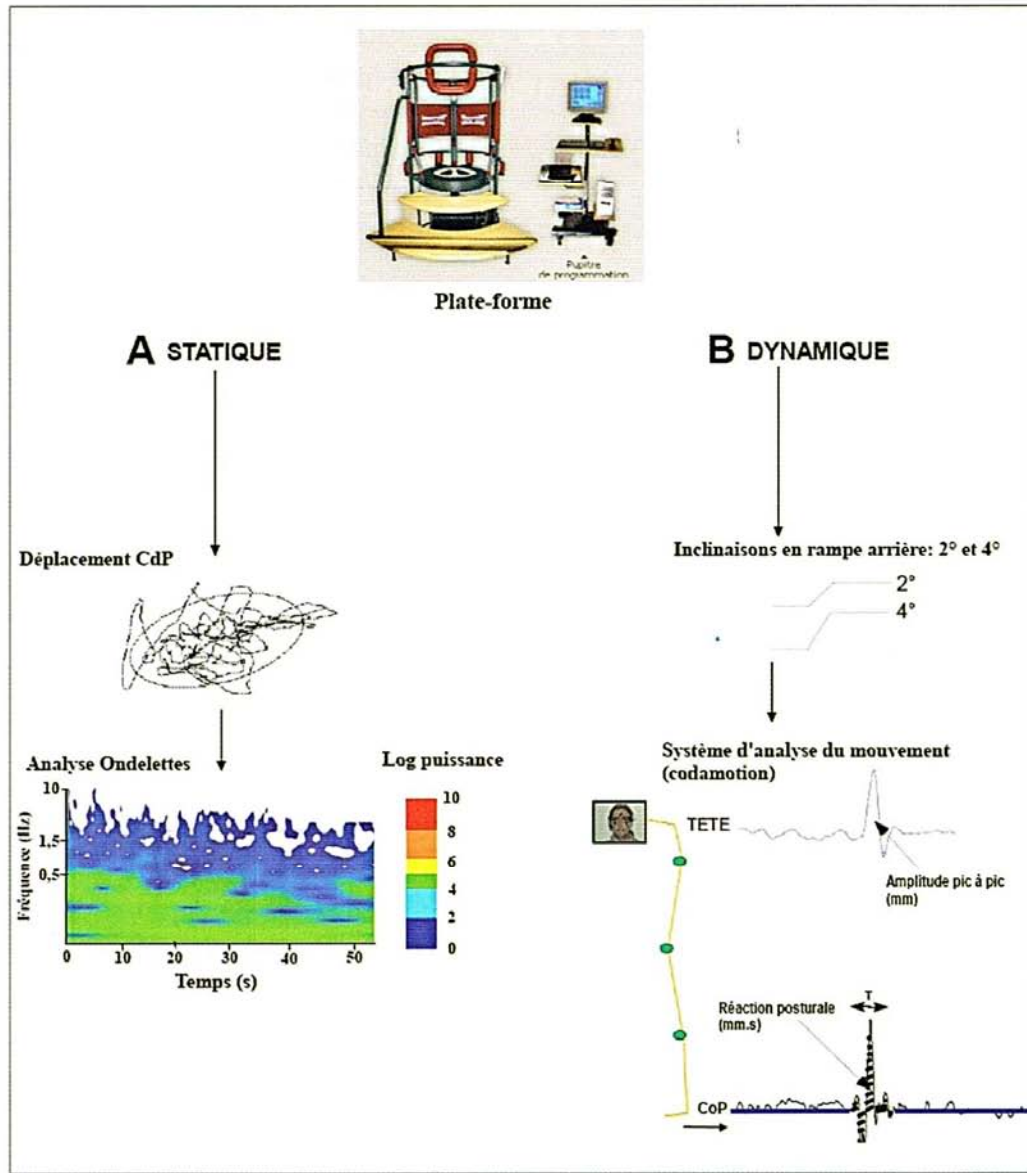 Pupitre
de programmation
Plate-forme
A STATIQUE
B DYNAMIQUE
Déplacement CdP
Inclinaisons en rampe arrière: 2° et 4°
2°
4°
Analyse Ondelettes
Log puissance
Système d'analyse du mouvement
(codamotion)
Fréquence (Hz)
10
1,5
0,5
0 10 20 30 40 50
Temps (s)
10
8
6
4
2
0
TETE
Amplitude pic à pic
(mm)
Réaction posturale
(mm.s)
T
CoP